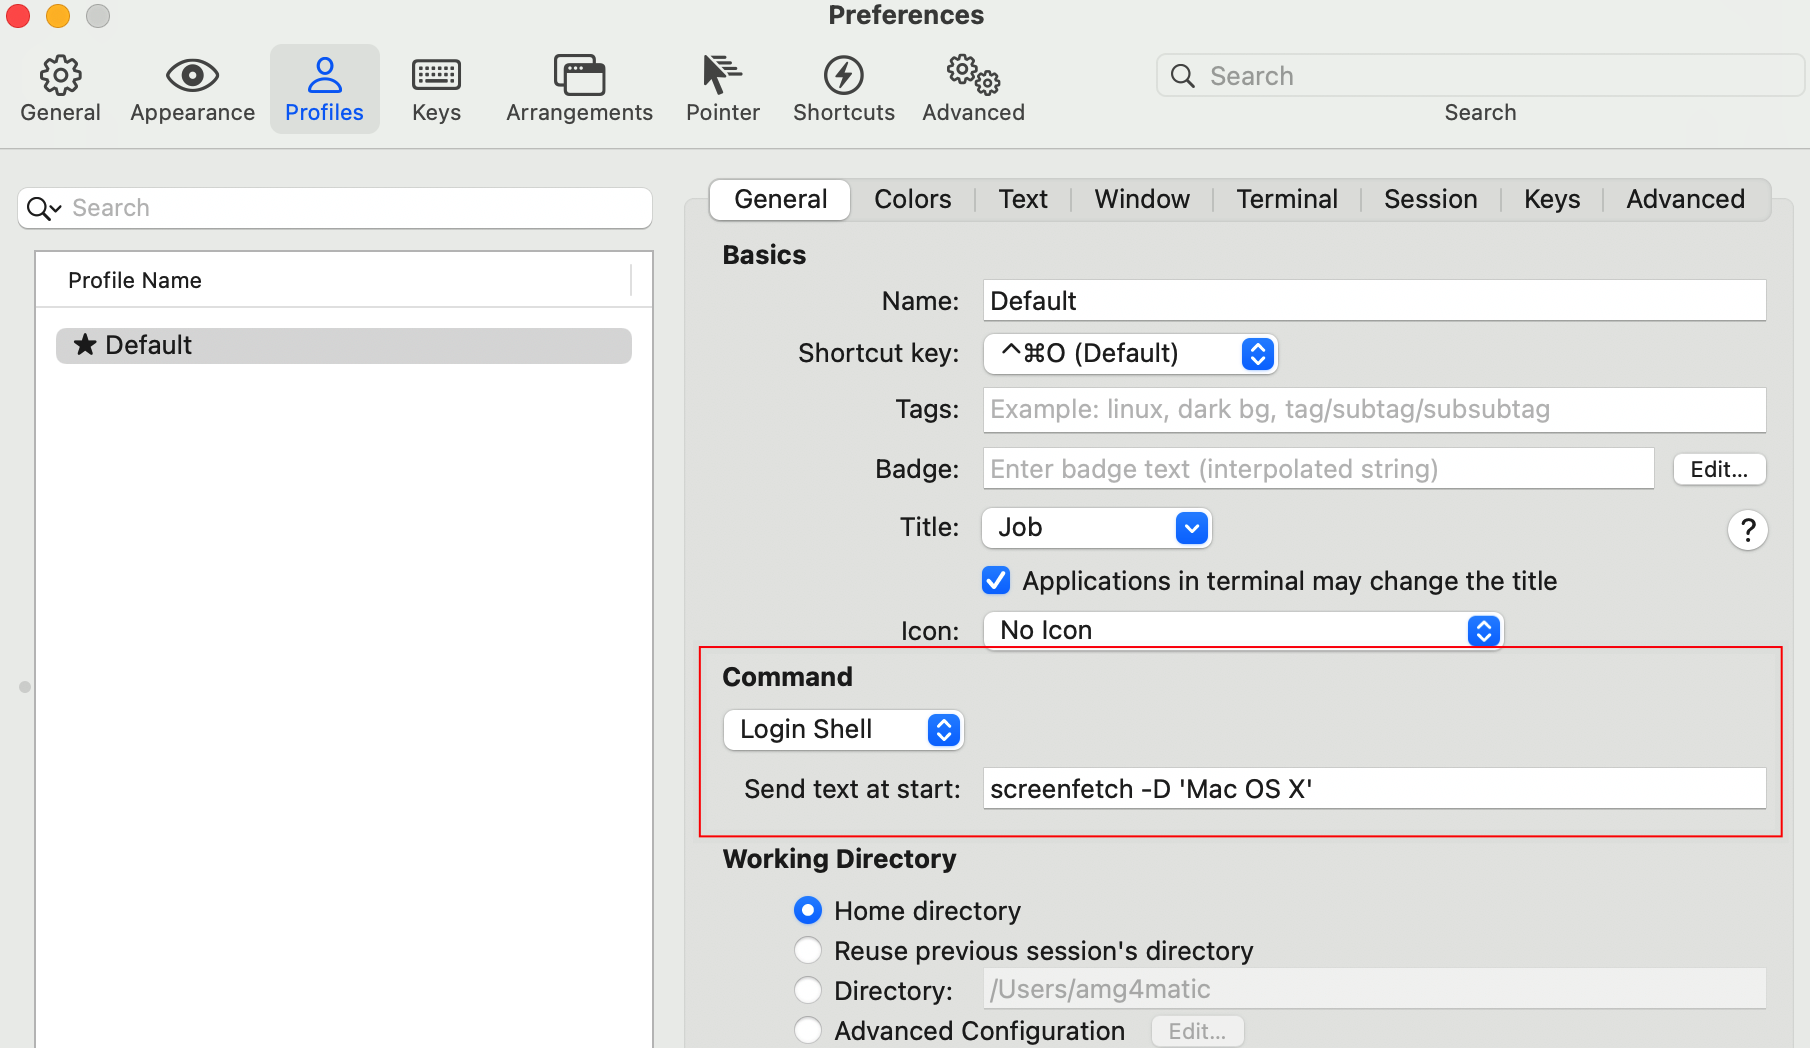 Preferences
General Appearance Profiles Keys Arrangements Pointer Shortcuts Advanced Search
Search
Search
Profile Name
★ Default
General Colors Text Window Terminal Session Keys Advanced
Basics
Name: Default
Shortcut key: ^⌘O (Default)
Tags: Example: linux, dark bg, tag/subtag/subsubtag
Badge: Enter badge text (interpolated string) Edit...
Title: Job ?
Applications in terminal may change the title
Icon: No Icon
Command
Login Shell
Send text at start: screenfetch -D 'Mac OS X'
Working Directory
Home directory
Reuse previous session's directory
Directory: /Users/amg4matic
Advanced Configuration Edit...